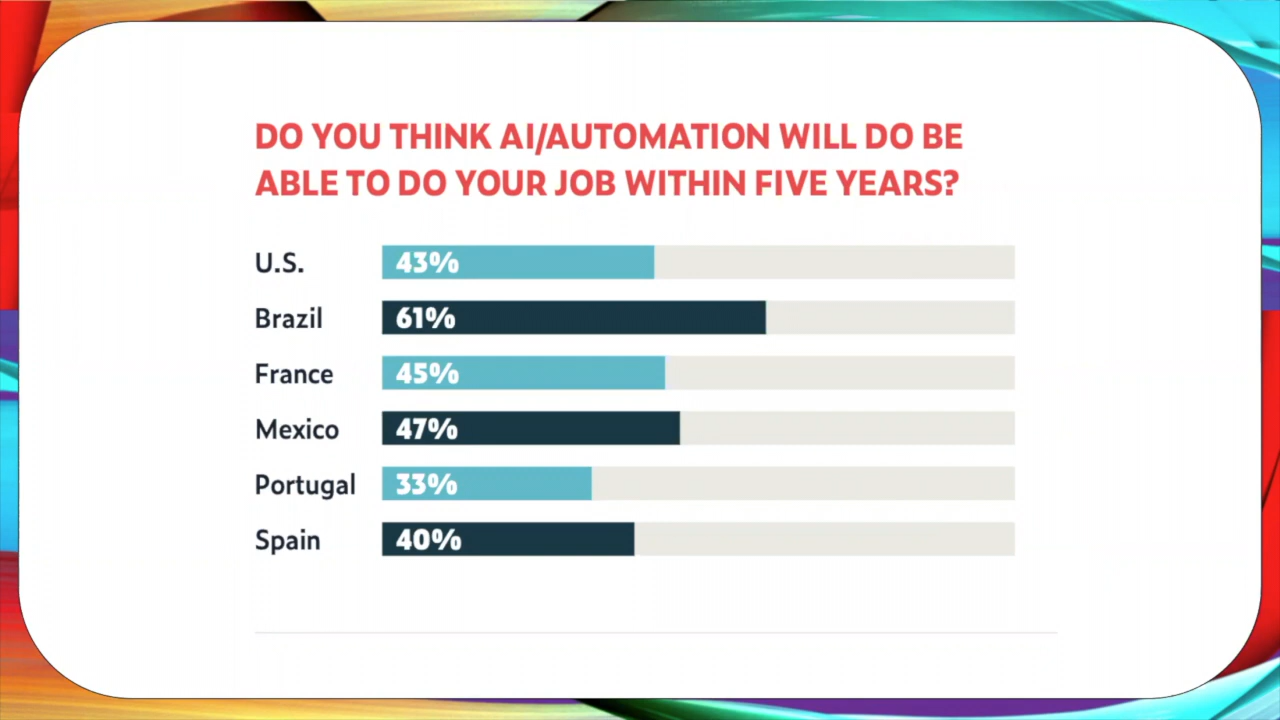 DO YOU THINK AI/AUTOMATION WILL DO BE
ABLE TO DO YOUR JOB WITHIN FIVE YEARS?
U.S. 43%
Brazil 61%
France 45%
Mexico 47%
Portugal 33%
Spain 40%